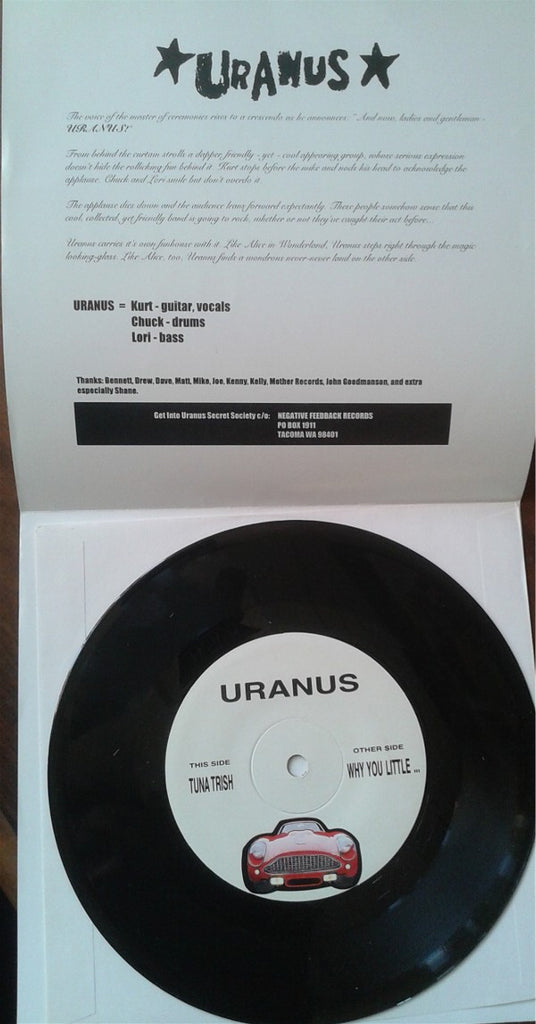 URANUS
The voice of the master of ceremonies rises to a crescendo as he announces, "And now, ladies and gentleman -
URANUS!"
From behind the curtain strolls a dapper, friendly - yet - cool appearing group, whose serious expression
doesn't hide the rollicking fun behind it. Kurt stops before the mike and nods his head to acknowledge the
applause. Chuck and Lori smile but don't overdo it.
The applause dies down and the audience leans forward expectantly. These people somehow sense that this
cool, collected, yet friendly band is going to rock, whether or not they've caught their act before...
Uranus carries it's own funhouse with it. Like Alice in Wonderland, Uranus steps right through the magic
looking-glass. Like Alice, too, Uranus finds a wondrous never-never land on the other side.
URANUS = Kurt - guitar, vocals
Chuck - drums
Lori - bass
Thanks: Bennett, Drew, Dave, Matt, Mike, Joe, Kenny, Kelly, Mother Records, John Goodmanson, and extra
especially Shane.
Get Into Uranus Secret Society c/o: NEGATIVE FEEDBACK RECORDS
PO BOX 1911
TACOMA WA 98401
URANUS
THIS SIDE
TUNA TRISH
OTHER SIDE
WHY YOU LITTLE ...